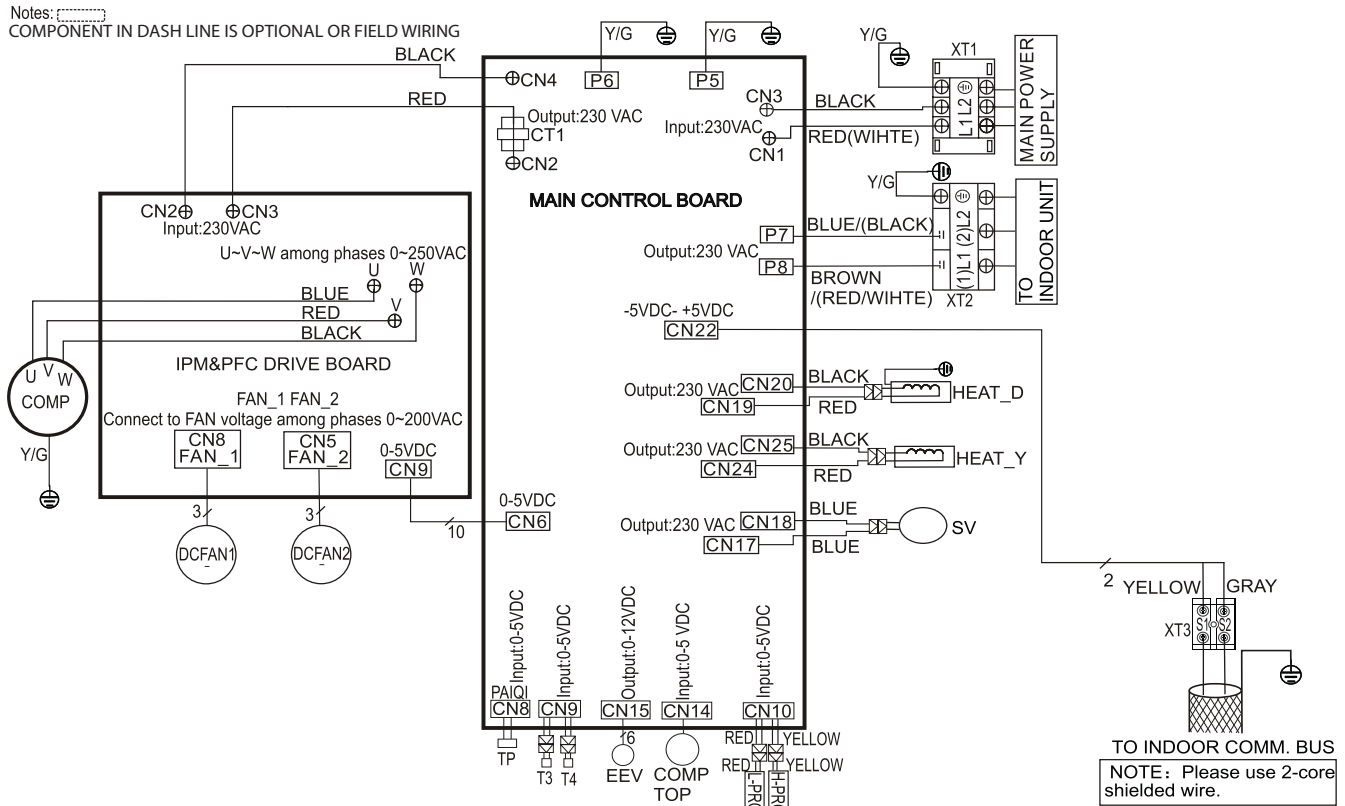 Notes:
COMPONENT IN DASH LINE IS OPTIONAL OR FIELD WIRING
BLACK
RED
Y/G
Y/G
P6
P5
CN4
Output:230 VAC
CT1
CN2
CN3
Input:230VAC
CN1
BLACK
RED(WIHTE)
Y/G
XT1
L1 L2
MAIN POWER
SUPPLY
MAIN CONTROL BOARD
Y/G
P7
BLUE/(BLACK)
Output:230 VAC
P8
BROWN
/(RED/WIHTE)
(1)L1 (2)L2
XT2
TO
INDOOR UNIT
CN2
CN3
Input:230VAC
U~V~W among phases 0~250VAC
U
W
V
BLUE
RED
BLACK
IPM&PFC DRIVE BOARD
U V W
COMP
Y/G
FAN_1 FAN_2
Connect to FAN voltage among phases 0~200VAC
CN8
FAN_1
CN5
FAN_2
0-5VDC
CN9
3
3
DCFAN1
DCFAN2
10
0-5VDC
CN6
-5VDC- +5VDC
CN22
Output:230 VAC
CN20
CN19
BLACK
RED
HEAT_D
Output:230 VAC
CN25
CN24
BLACK
RED
HEAT_Y
Output:230 VAC
CN18
CN17
BLUE
BLUE
SV
2
YELLOW
GRAY
XT3
S1
S2
TO INDOOR COMM. BUS
NOTE: Please use 2-core
shielded wire.
Input:0-5VDC
Input:0-5VDC
Output:0-12VDC
Input:0-5 VDC
Input:0-5VDC
PAIQI
CN8
CN9
CN15
CN14
CN10
TP
T3
T4
6
EEV
COMP
TOP
RED
YELLOW
RED
YELLOW
L-PRO
H-PRO